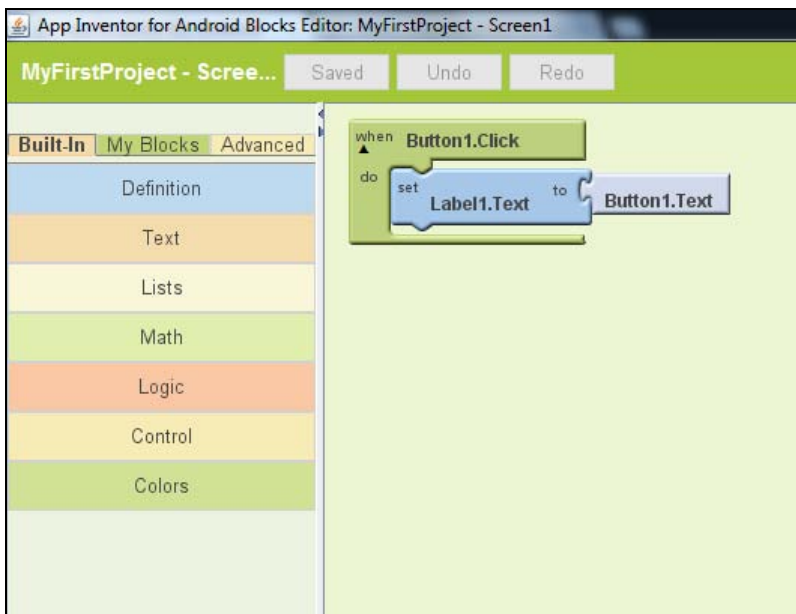 App Inventor for Android Blocks Editor: MyFirstProject - Screen1
MyFirstProject - Scree... Saved Undo Redo
Built-In My Blocks Advanced
Definition
Text
Lists
Math
Logic
Control
Colors
when Button1.Click
do set Label1.Text to Button1.Text